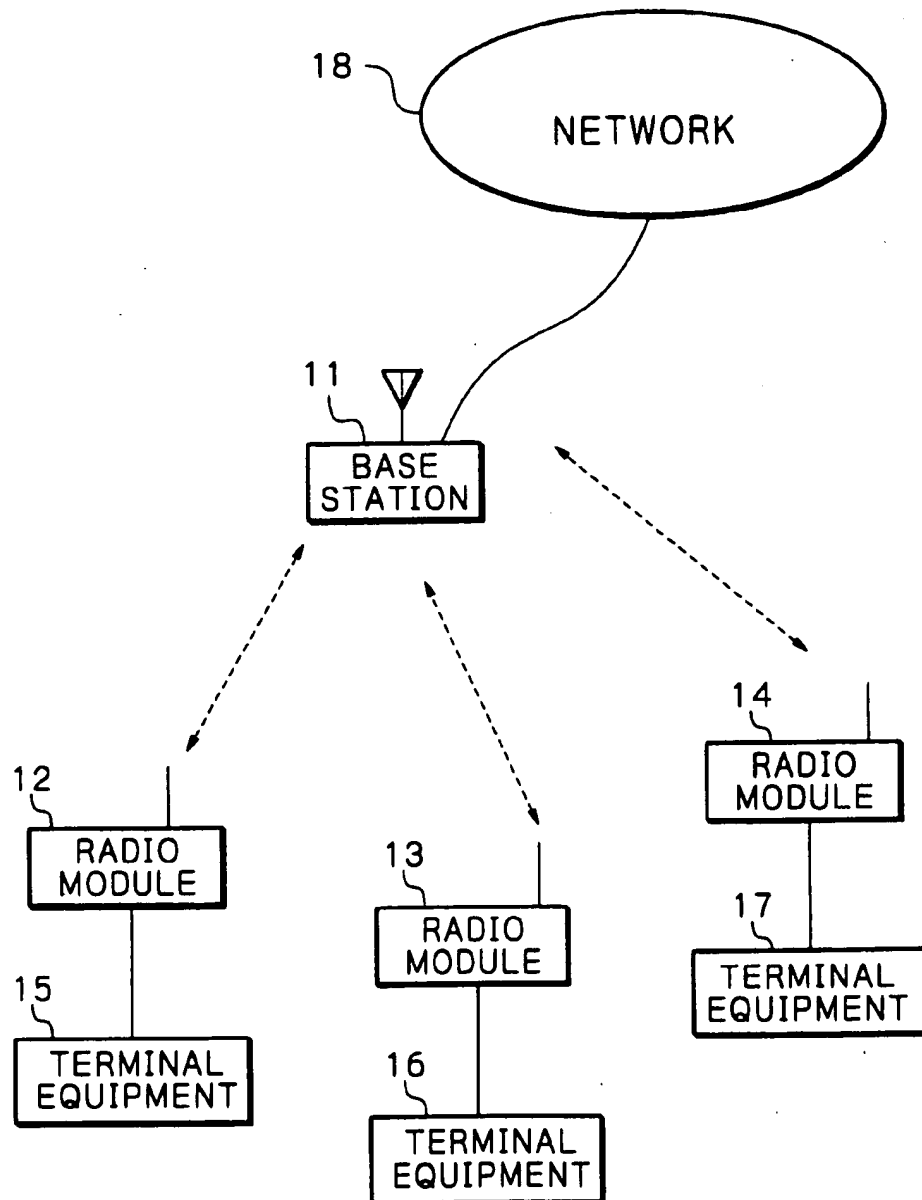 18
NETWORK
11
BASE
STATION
14
RADIO
MODULE
12
RADIO
MODULE
13
RADIO
MODULE
17
TERMINAL
EQUIPMENT
15
TERMINAL
EQUIPMENT
16
TERMINAL
EQUIPMENT